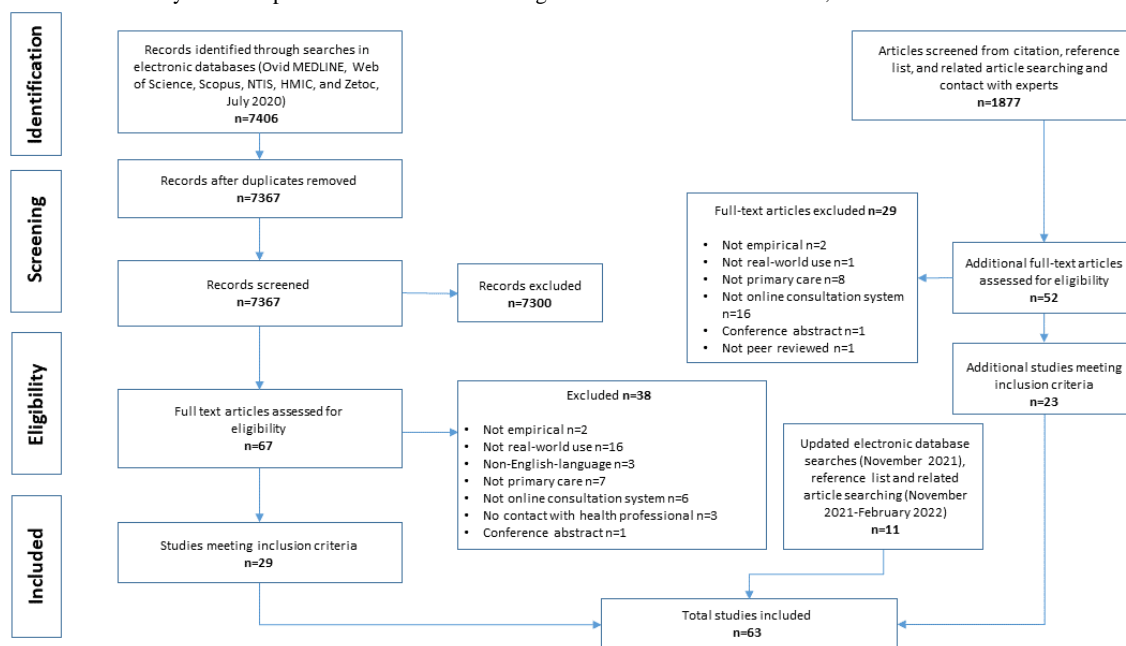 Identification
Records identified through searches in
electronic databases (Ovid MEDLINE, Web
of Science, Scopus, NTIS, HMIC, and Zetoc,
July 2020)
n=7406
Articles screened from citation, reference
list, and related article searching and
contact with experts
n=1877
Screening
Records after duplicates removed
n=7367
Full-text articles excluded n=29
• Not empirical n=2
• Not real-world use n=1
• Not primary care n=8
• Not online consultation system
n=16
• Conference abstract n=1
• Not peer reviewed n=1
Additional full-text articles
assessed for eligibility
n=52
Records screened
n=7367
Records excluded
n=7300
Eligibility
Additional studies meeting
inclusion criteria
n=23
Full text articles assessed for
eligibility
n=67
Excluded n=38
• Not empirical n=2
• Not real-world use n=16
• Non-English-language n=3
• Not primary care n=7
• Not online consultation system n=6
• No contact with health professional n=3
• Conference abstract n=1
Updated electronic database
searches (November 2021),
reference list and related
article searching (November
2021-February 2022)
n=11
Included
Studies meeting inclusion criteria
n=29
Total studies included
n=63